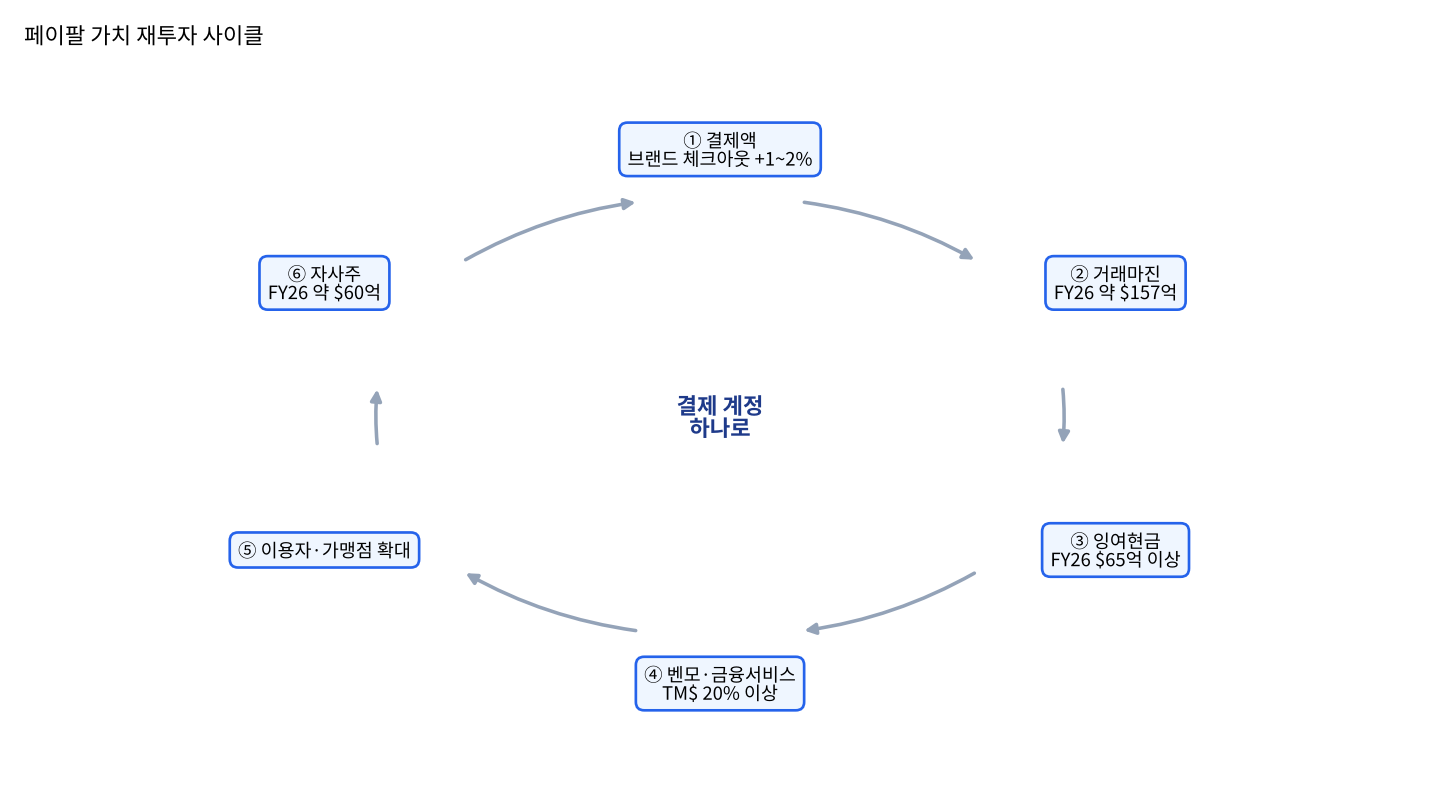 페이팔 가치 재투자 사이클
① 결제액
브랜드 체크아웃 +1~2%
② 거래마진
FY26 약 $157억
③ 잉여현금
FY26 $65억 이상
④ 벤모·금융서비스
TM$ 20% 이상
⑤ 이용자·가맹점 확대
⑥ 자사주
FY26 약 $60억
결제 계정
하나로